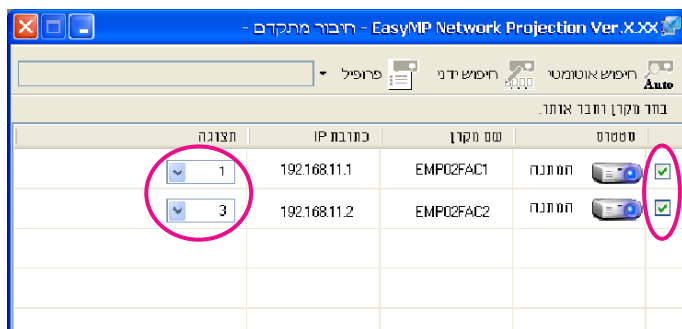 EasyMP Network Projection Ver.X.XX - חיבור מתקדם -
Auto חיפוש אוטומטי חיפוש ידני פרופיל
בחר מקרן וחבר אותו.
סטטוס שם מקרן כתובת IP תצוגה
המתנה EMP02FAC1 192.168.11.1 1
המתנה EMP02FAC2 192.168.11.2 3